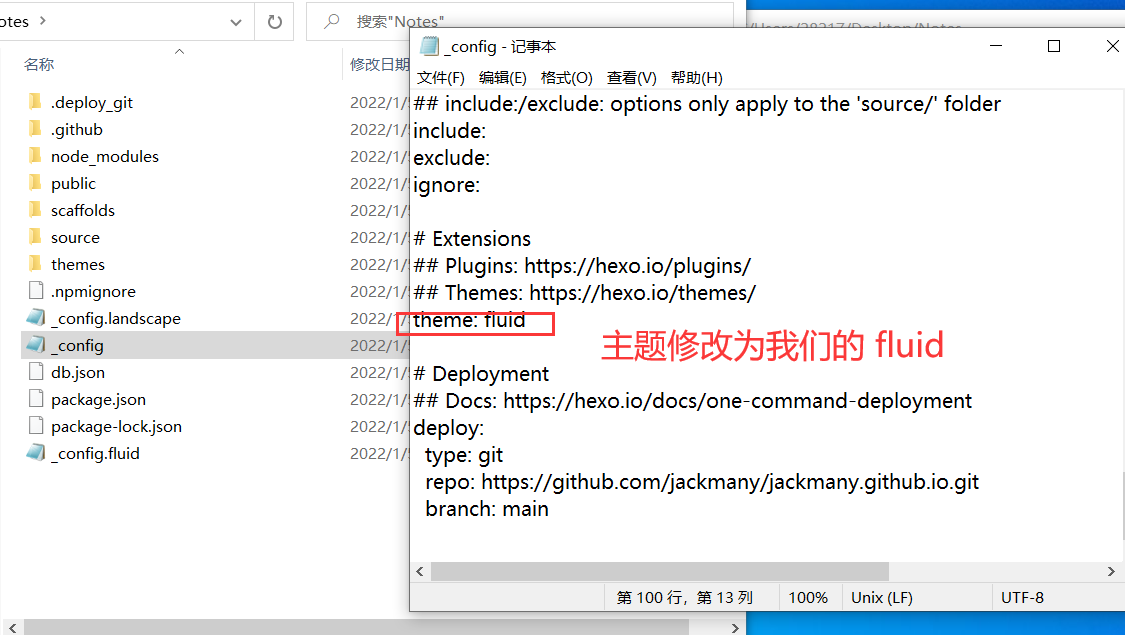 otes
搜索"Notes"
名称
修改日期
.deploy_git
2022/1/
.github
2022/1/
node_modules
2022/1/
public
2022/1/
scaffolds
2022/1/
source
2022/1/
themes
2022/1/
.npmignore
2022/1/
_config.landscape
2022/1/
_config
2022/1/
db.json
2022/1/
package.json
2022/1/
package-lock.json
2022/1/
_config.fluid
2022/1/
_config - 记事本
文件(F) 编辑(E) 格式(O) 查看(V) 帮助(H)
## include:/exclude: options only apply to the 'source/' folder
include:
exclude:
ignore:
# Extensions
## Plugins: https://hexo.io/plugins/
## Themes: https://hexo.io/themes/
theme: fluid
主题修改为我们的 fluid
# Deployment
## Docs: https://hexo.io/docs/one-command-deployment
deploy:
type: git
repo: https://github.com/jackmany/jackmany.github.io.git
branch: main
第 100 行，第 13 列
100%
Unix (LF)
UTF-8